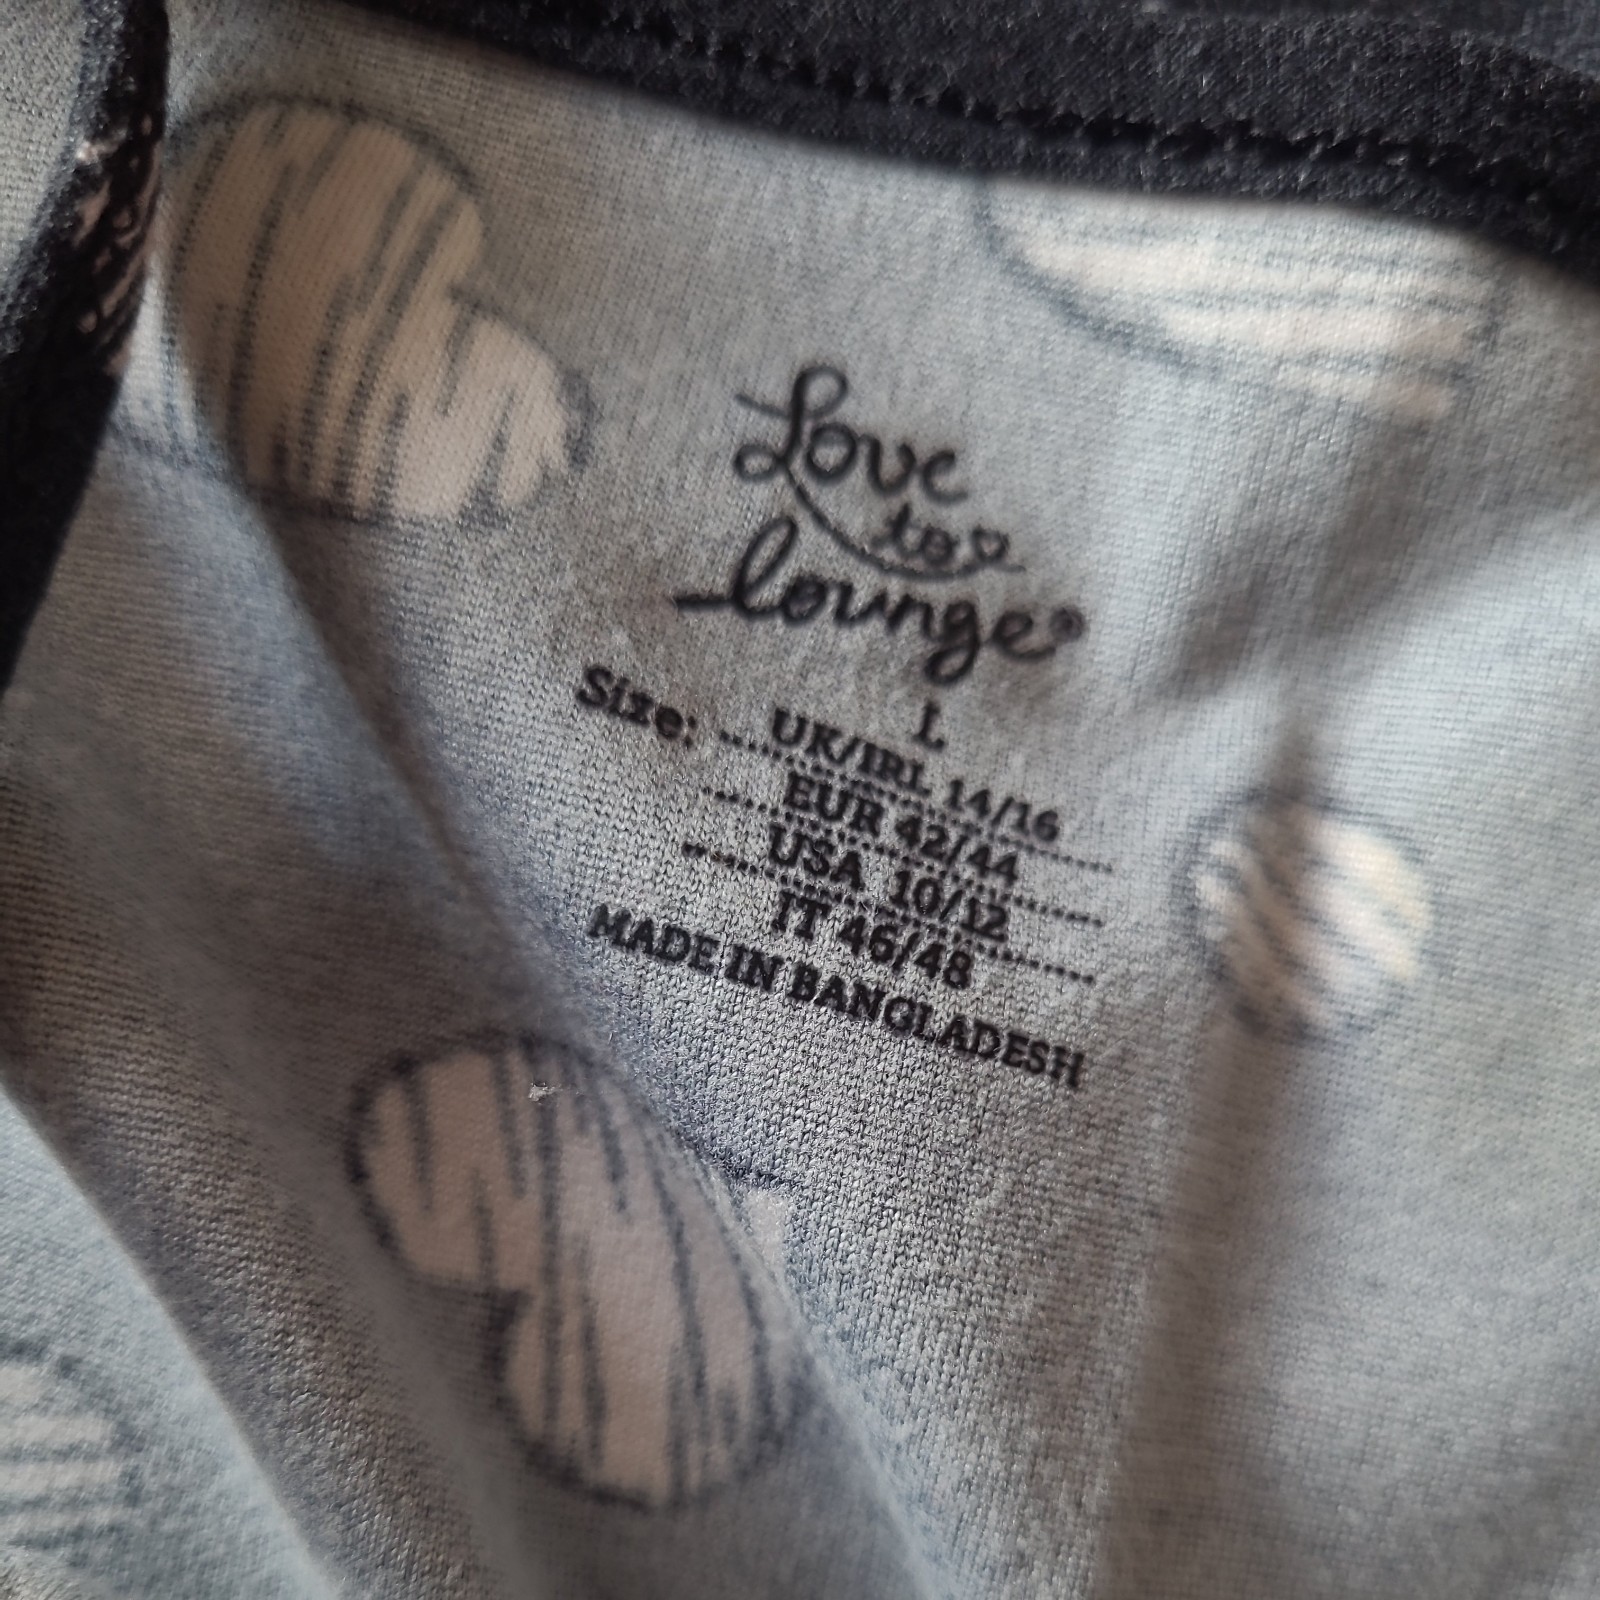 Love
to
lounge®
L
Size:
UK/IRL 14/16
EUR 42/44
USA 10/12
IT 46/48
MADE IN BANGLADESH